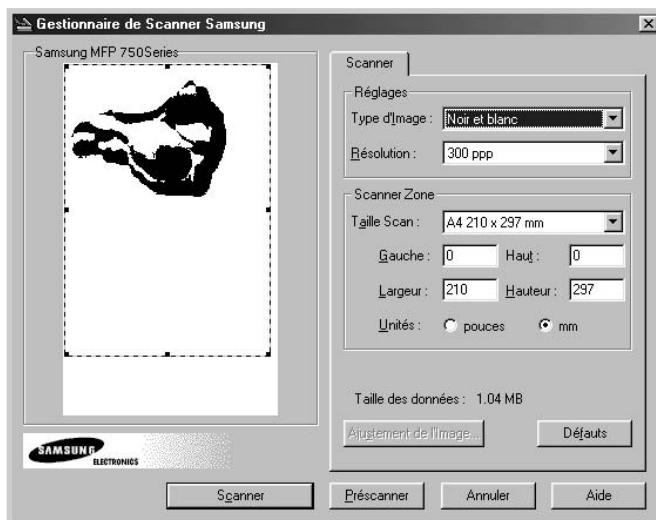 Gestionnaire de Scanner Samsung
Samsung MFP 750Series
Scanner
Réglages
Type d'Image : Noir et blanc
Résolution : 300 ppp
Scanner Zone
Taille Scan : A4 210 x 297 mm
Gauche : 0 Haut : 0
Largeur : 210 Hauteur : 297
Unités : pouces mm
Taille des données : 1.04 MB
Ajustement de l'Image... Défauts
SAMSUNG
ELECTRONICS
Scanner Préscanner Annuler Aide